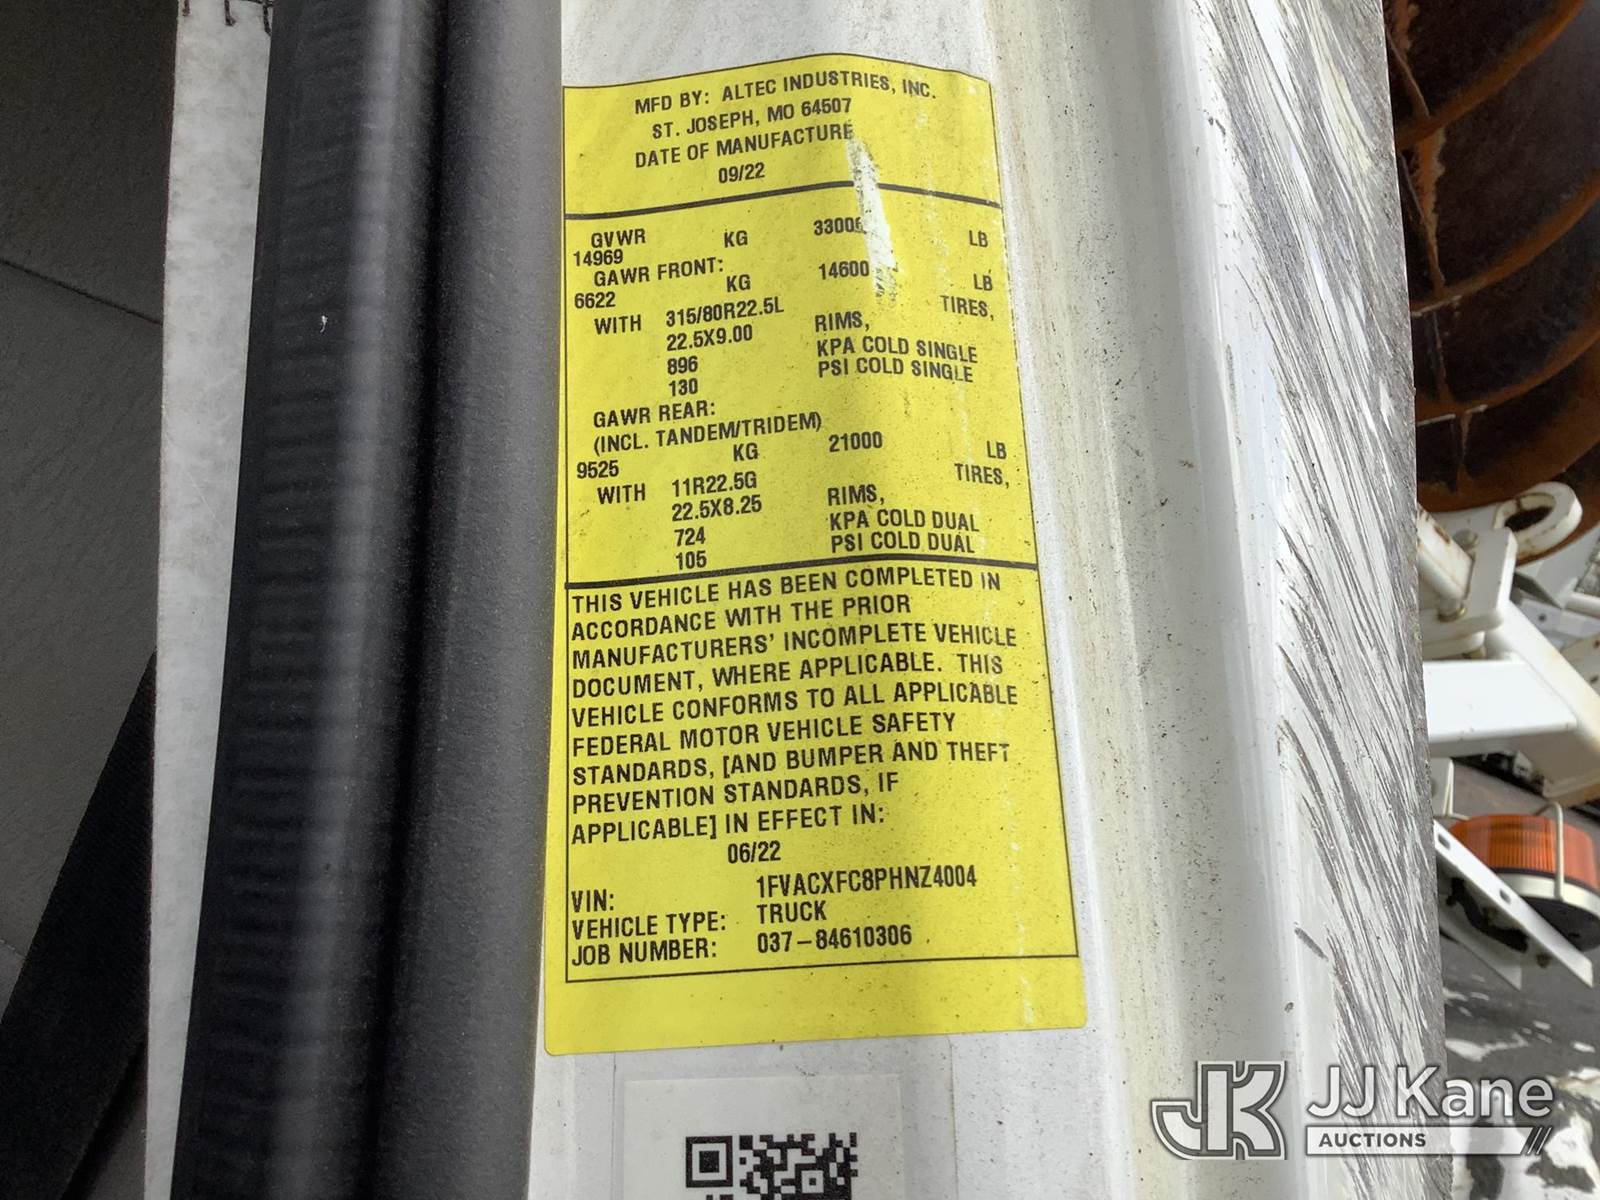 MFD BY: ALTEC INDUSTRIES, INC.
ST. JOSEPH, MO 64507
DATE OF MANUFACTURE
09/22
GVWR KG 33000 LB
14969
GAWR FRONT: KG 14600 LB
6622
WITH 315/80R22.5L TIRES,
22.5X9.00 RIMS,
896 KPA COLD SINGLE
130 PSI COLD SINGLE
GAWR REAR:
(INCL. TANDEM/TRIDEM)
9525 KG 21000 LB
WITH 11R22.5G TIRES,
22.5X8.25 RIMS,
724 KPA COLD DUAL
105 PSI COLD DUAL
THIS VEHICLE HAS BEEN COMPLETED IN
ACCORDANCE WITH THE PRIOR
MANUFACTURERS' INCOMPLETE VEHICLE
DOCUMENT, WHERE APPLICABLE. THIS
VEHICLE CONFORMS TO ALL APPLICABLE
FEDERAL MOTOR VEHICLE SAFETY
STANDARDS, [AND BUMPER AND THEFT
PREVENTION STANDARDS, IF
APPLICABLE] IN EFFECT IN:
06/22
VIN: 1FVACXFC8PHNZ4004
VEHICLE TYPE: TRUCK
JOB NUMBER: 037-84610306
JK JJ Kane
AUCTIONS